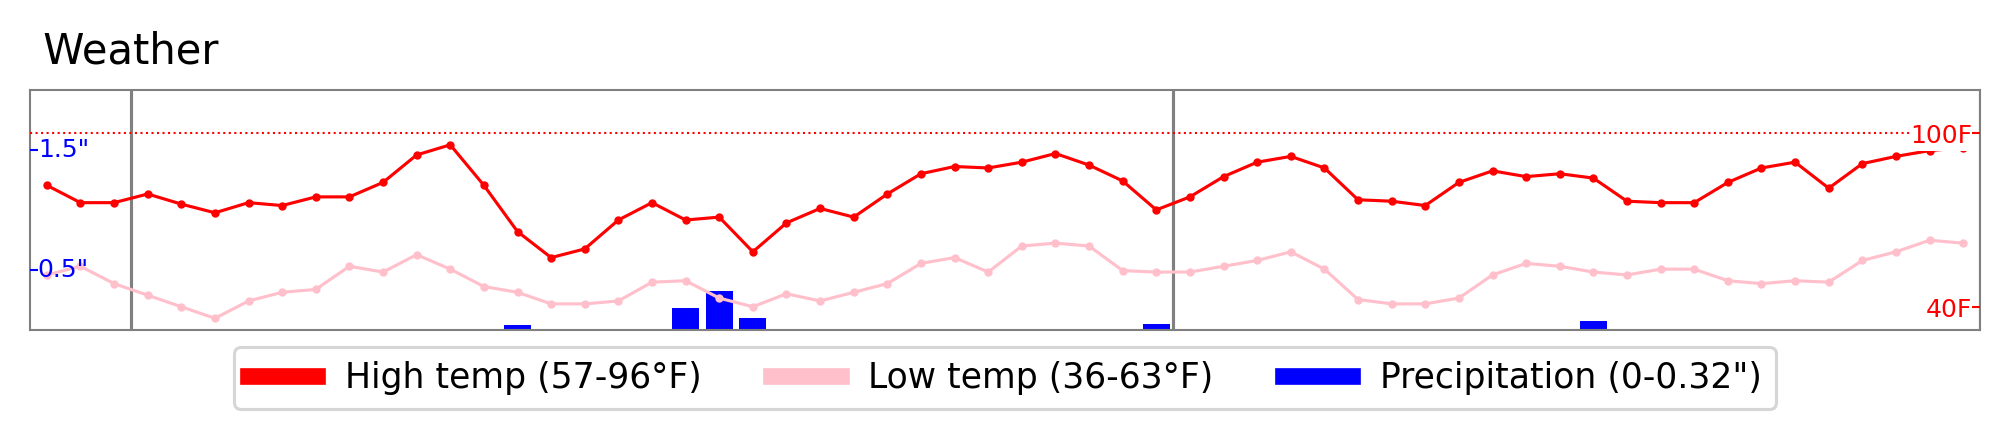 Weather
1.5"
100F
0.5"
40F
High temp (57-96°F) Low temp (36-63°F) Precipitation (0-0.32")